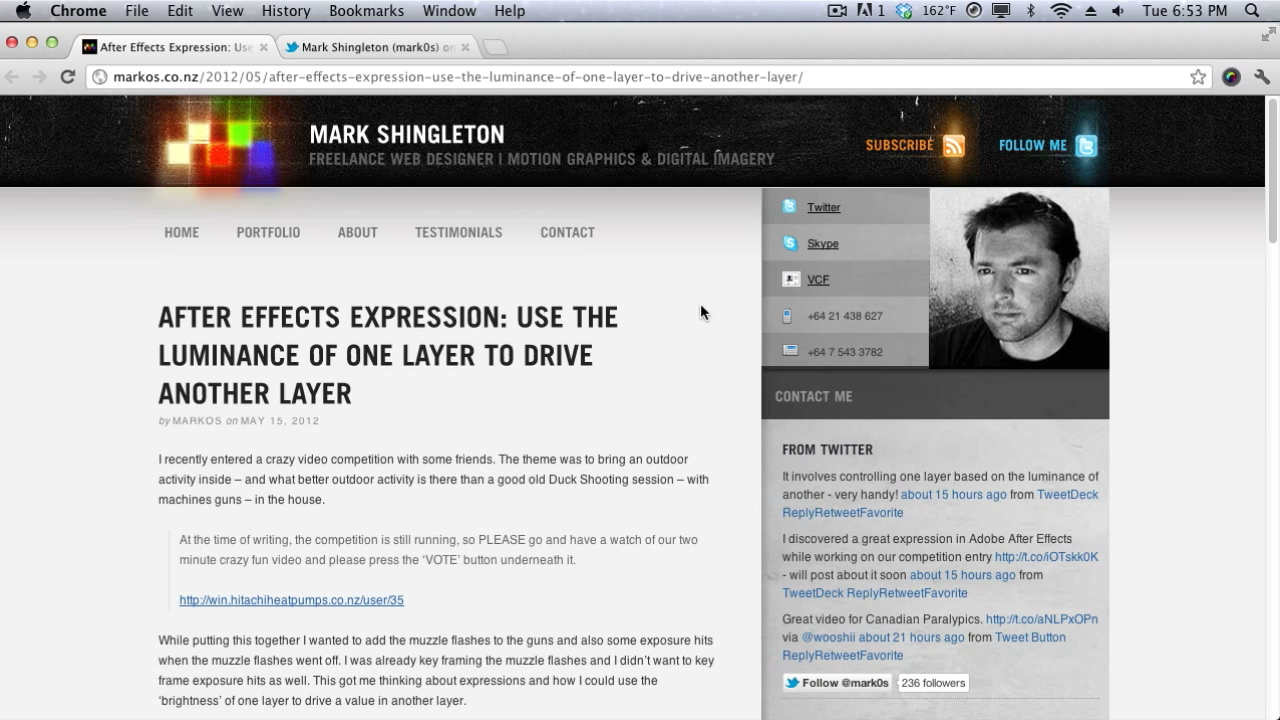 Chrome File Edit View History Bookmarks Window Help 1 162°F Tue 6:53 PM
After Effects Expression: Use
Mark Shingleton (mark0s) on
markos.co.nz/2012/05/after-effects-expression-use-the-luminance-of-one-layer-to-drive-another-layer/
MARK SHINGLETON
FREELANCE WEB DESIGNER | MOTION GRAPHICS & DIGITAL IMAGERY
SUBSCRIBE
FOLLOW ME
HOME PORTFOLIO ABOUT TESTIMONIALS CONTACT
AFTER EFFECTS EXPRESSION: USE THE
LUMINANCE OF ONE LAYER TO DRIVE
ANOTHER LAYER
by MARKOS on MAY 15, 2012
I recently entered a crazy video competition with some friends. The theme was to bring an outdoor
activity inside – and what better outdoor activity is there than a good old Duck Shooting session – with
machines guns – in the house.
At the time of writing, the competition is still running, so PLEASE go and have a watch of our two
minute crazy fun video and please press the ‘VOTE’ button underneath it.
http://win.hitachiheatpumps.co.nz/user/35
While putting this together I wanted to add the muzzle flashes to the guns and also some exposure hits
when the muzzle flashes went off. I was already key framing the muzzle flashes and I didn’t want to key
frame exposure hits as well. This got me thinking about expressions and how I could use the
‘brightness’ of one layer to drive a value in another layer.
Twitter
Skype
VCF
+64 21 438 627
+64 7 543 3782
CONTACT ME
FROM TWITTER
It involves controlling one layer based on the luminance of
another - very handy! about 15 hours ago from TweetDeck
ReplyRetweetFavorite
I discovered a great expression in Adobe After Effects
while working on our competition entry http://t.co/iOTskk0K
- will post about it soon about 15 hours ago from
TweetDeck ReplyRetweetFavorite
Great video for Canadian Paralypics. http://t.co/aNLPxOPn
via @wooshii about 21 hours ago from Tweet Button
ReplyRetweetFavorite
Follow @mark0s 236 followers